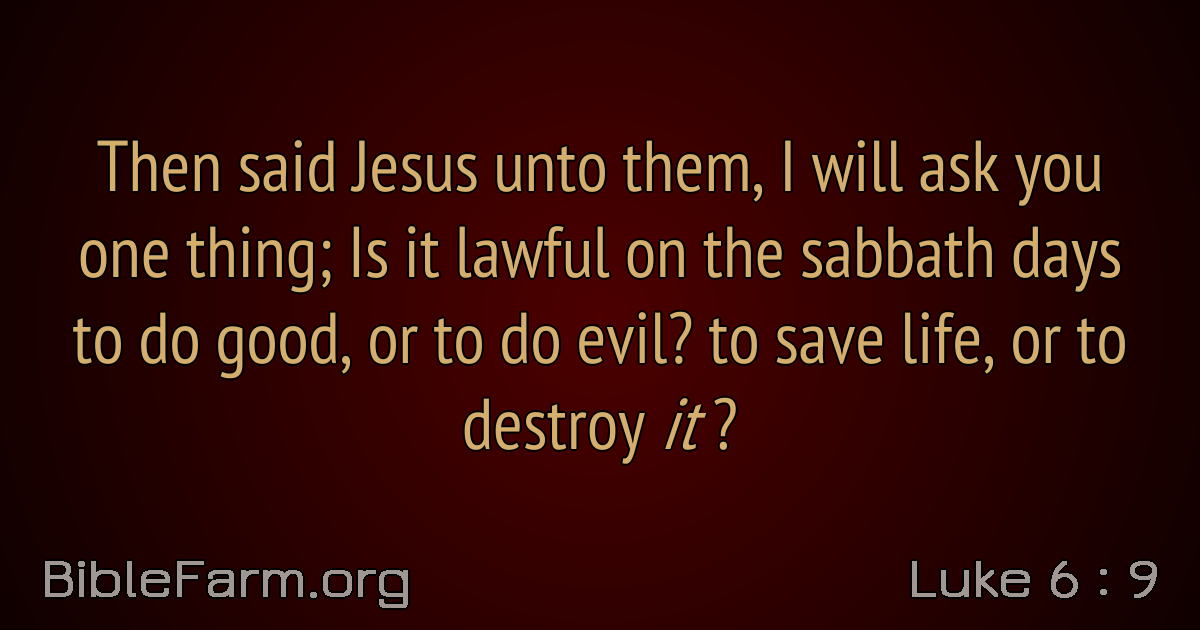 Then said Jesus unto them, I will ask you
one thing; Is it lawful on the sabbath days
to do good, or to do evil? to save life, or to
destroy it ?
BibleFarm.org
Luke 6 : 9